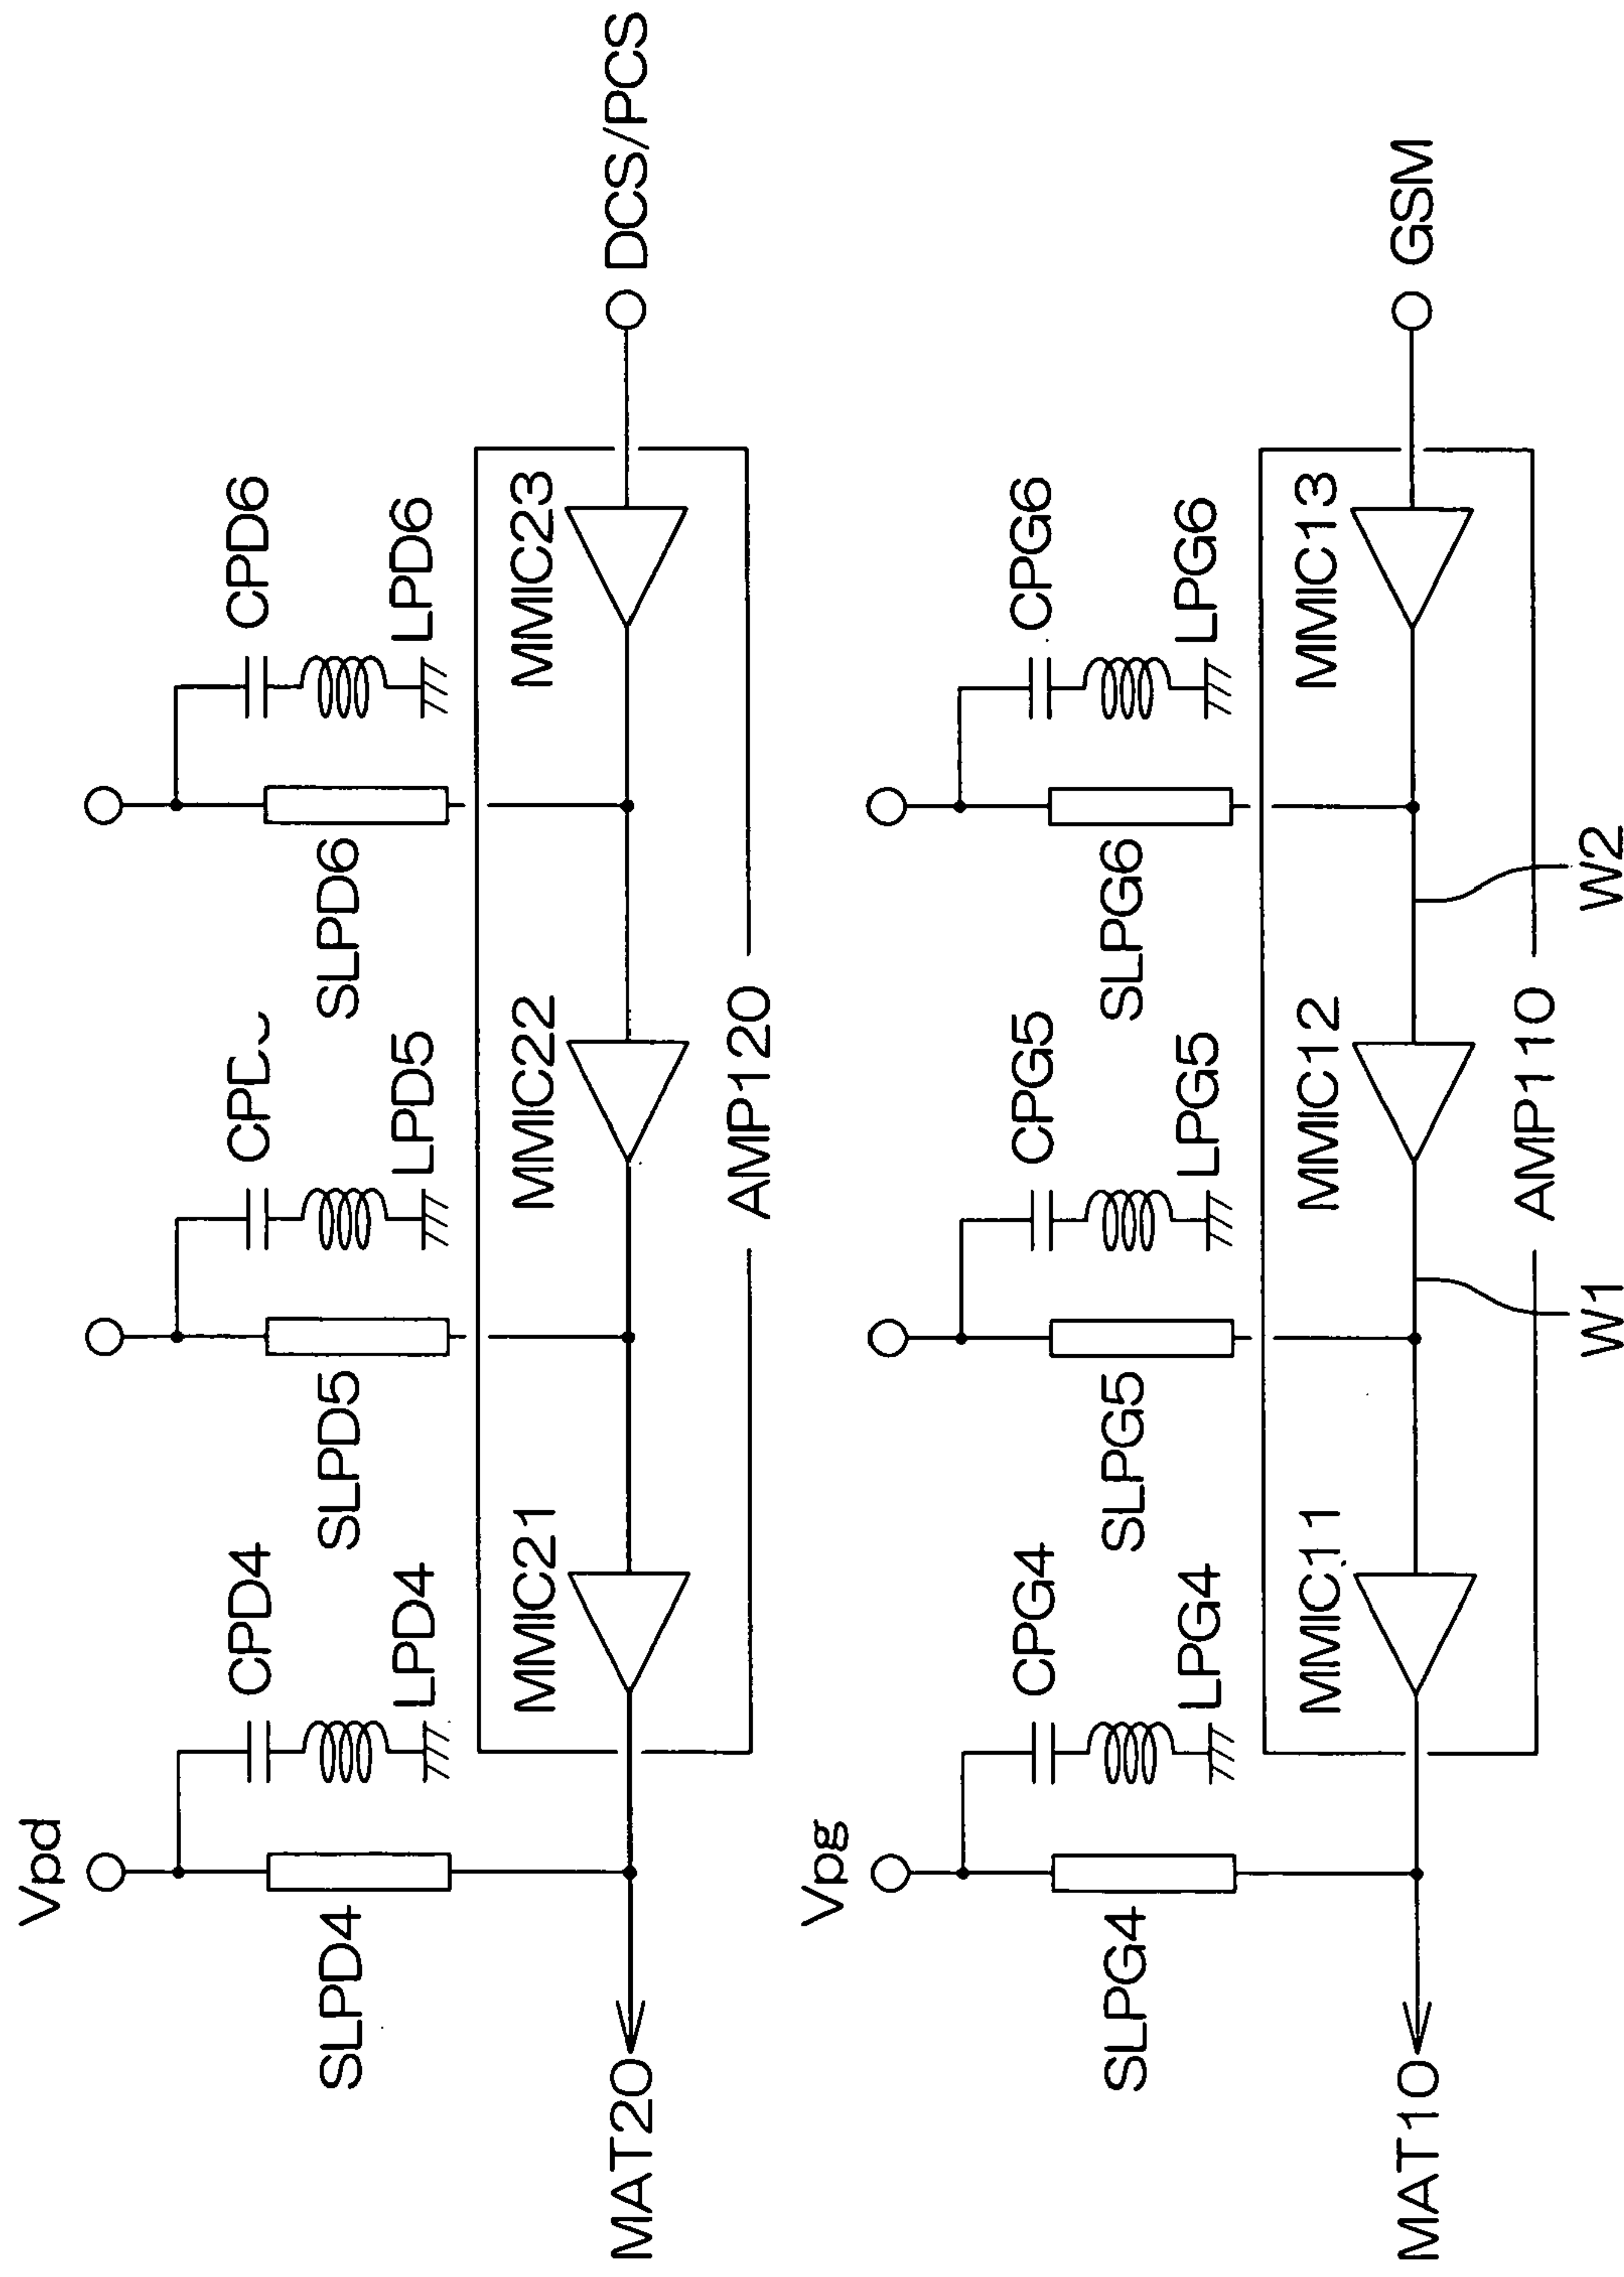 DCS/PCS
CPD6
LPD6
SLPD6
MMIC23
LPD5
SLPD5
MMIC22
AMP120
CPD4
LPD4
SLPD4
MMIC21
Vpd
MAT20
GSM
CPG6
LPG6
SLPG6
MMIC13
W2
CPG5
LPG5
SLPG5
MMIC12
AMP110
W1
CPG4
LPG4
SLPG4
MMIC11
Vpg
MAT10